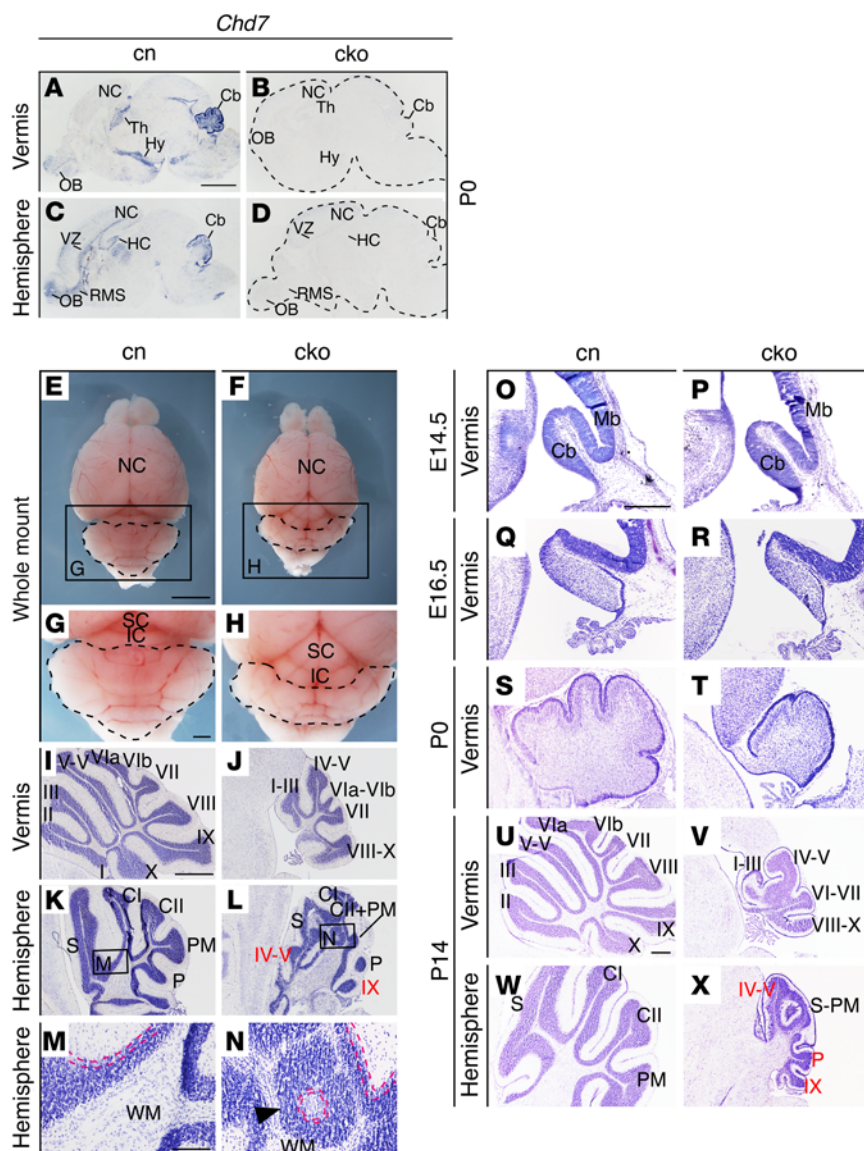 Chd7
cn cko
Vermis
A NC Th Hy OB Cb
B NC Th OB Hy Cb
Hemisphere
C NC VZ HC OB RMS Cb
D NC VZ HC RMS OB Cb
P0
cn cko
Whole mount
E NC G
F NC H
G SC IC
H SC IC
Vermis
I III II V-V VIa VIb VII VIII IX X I
J I-III IV-V VIa-VIb VII VIII-X
Hemisphere
K S CI CII PM P M
L S CI CII+PM N IV-V P IX
Hemisphere
M WM
N WM
cn cko
E14.5
Vermis
O Mb Cb
P Mb Cb
E16.5
Vermis
Q R
P0
Vermis
S T
P14
Vermis
U III II V-V VIa VIb VII VIII IX X
V I-III IV-V VI-VII VIII-X
Hemisphere
W S CI CII PM
X IV-V S-PM P IX